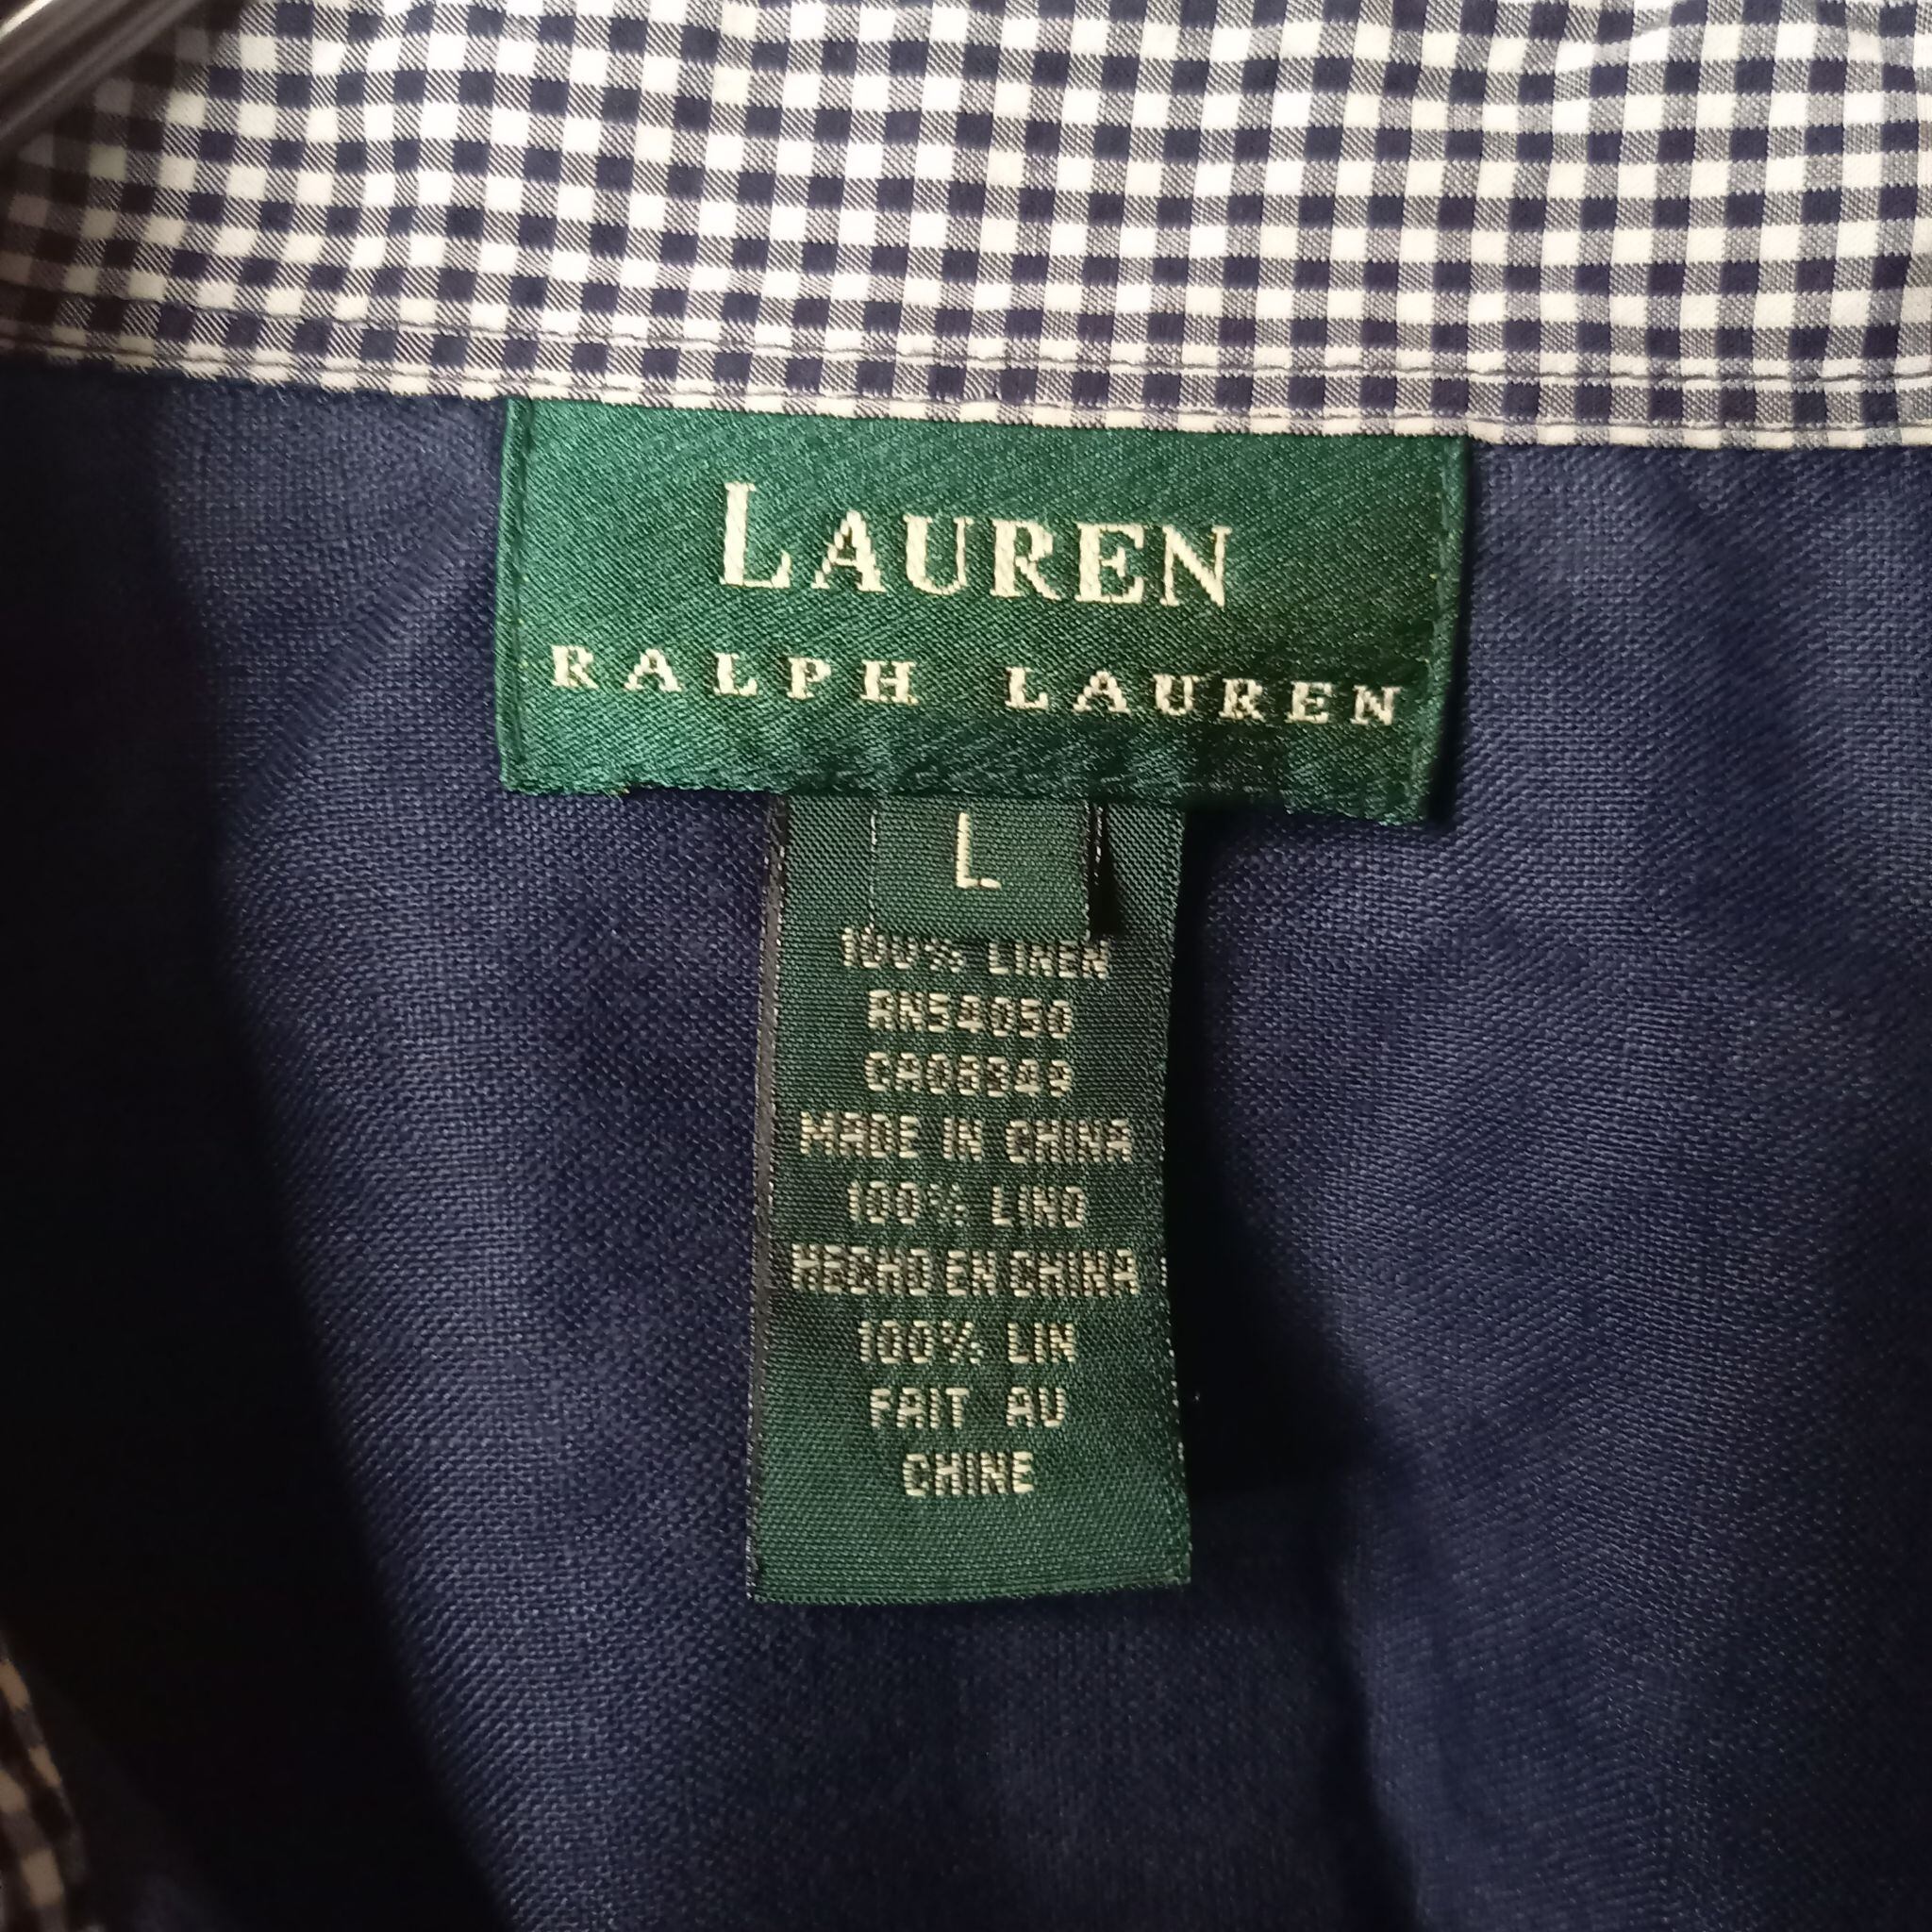 LAUREN
RALPH LAUREN
L
100% LINEN
RN54050
CA08349
MADE IN CHINA
100% LINO
HECHO EN CHINA
100% LIN
FAIT AU
CHINE